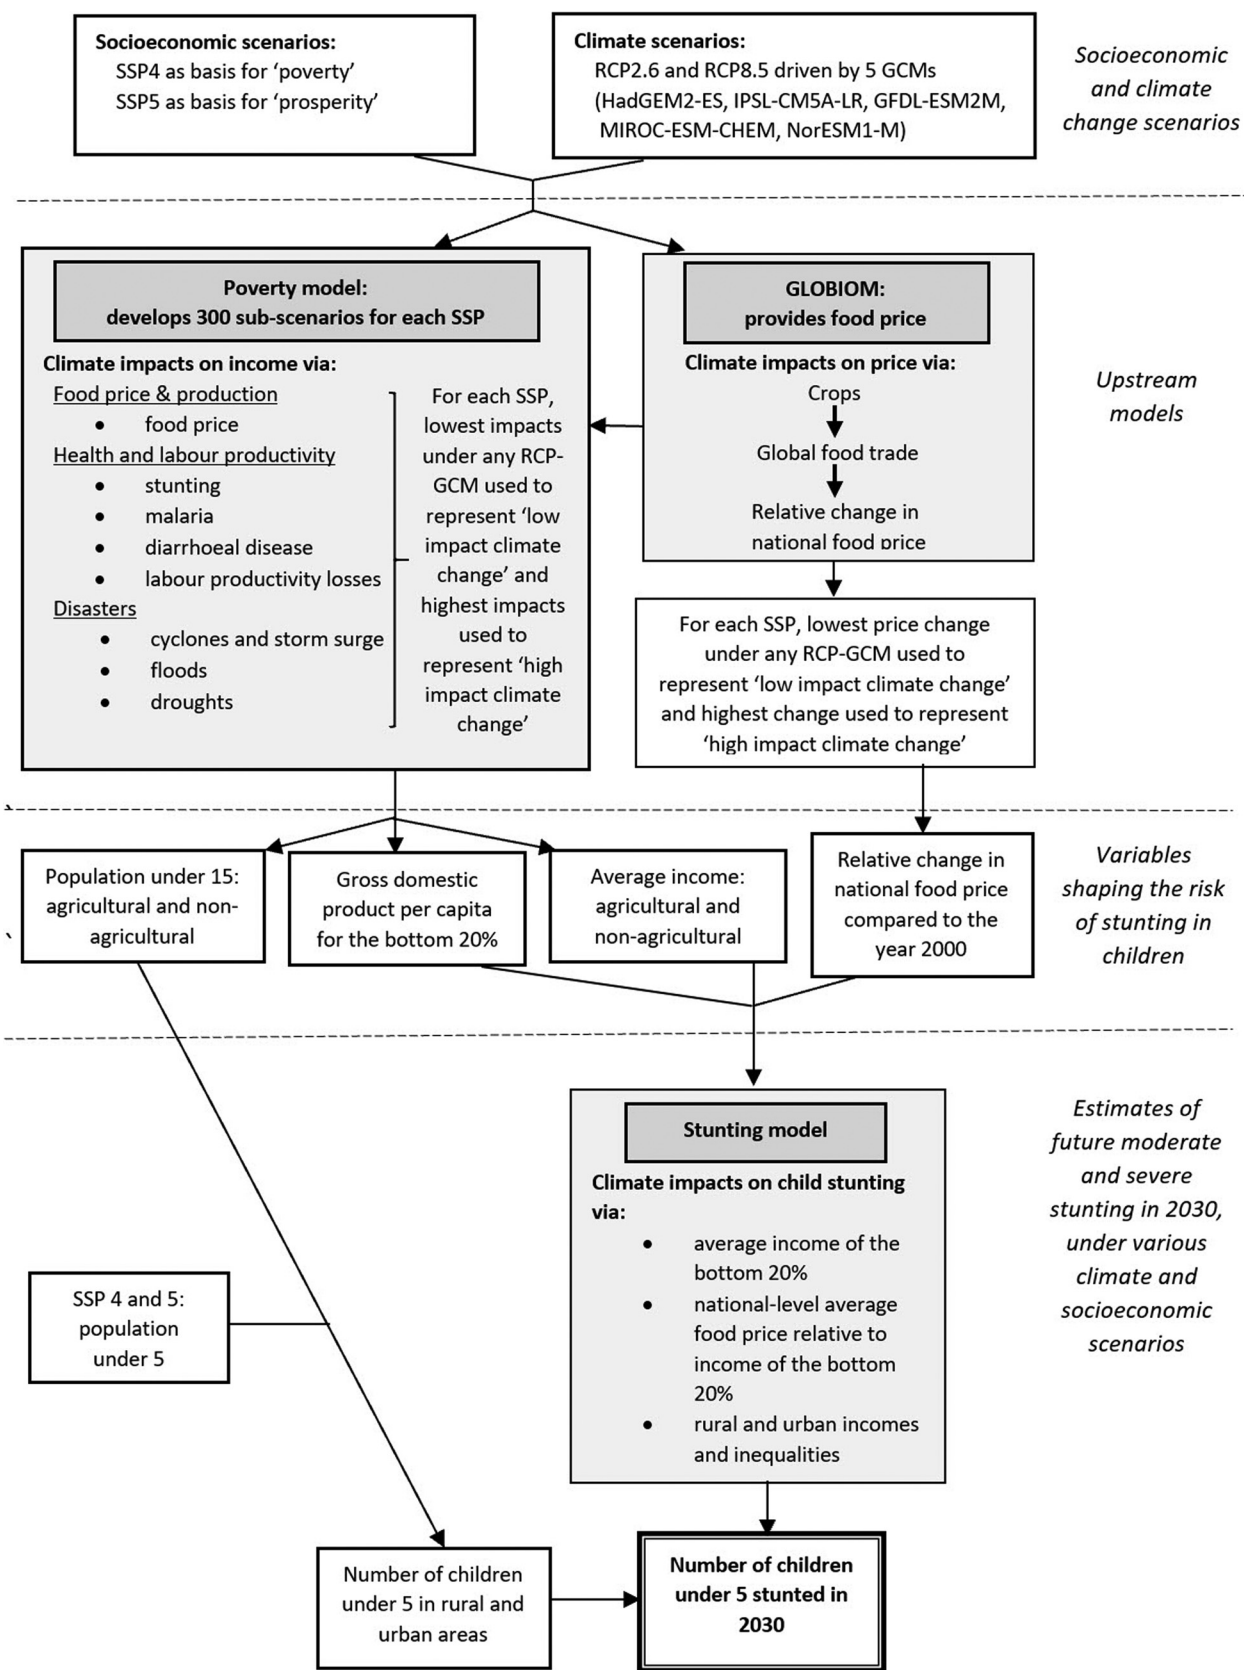 Socioeconomic scenarios:
SSP4 as basis for ‘poverty’
SSP5 as basis for ‘prosperity’
Climate scenarios:
RCP2.6 and RCP8.5 driven by 5 GCMs
(HadGEM2-ES, IPSL-CM5A-LR, GFDL-ESM2M,
MIROC-ESM-CHEM, NorESM1-M)
Socioeconomic
and climate
change scenarios
Poverty model:
develops 300 sub-scenarios for each SSP
Climate impacts on income via:
Food price & production
• food price
Health and labour productivity
• stunting
• malaria
• diarrhoeal disease
• labour productivity losses
Disasters
• cyclones and storm surge
• floods
• droughts
For each SSP,
lowest impacts
under any RCP-
GCM used to
represent ‘low
impact climate
change’ and
highest impacts
used to
represent ‘high
impact climate
change’
GLOBIOM:
provides food price
Climate impacts on price via:
Crops
Global food trade
Relative change in
national food price
For each SSP, lowest price change
under any RCP-GCM used to
represent ‘low impact climate change’
and highest change used to represent
‘high impact climate change’
Upstream
models
Population under 15:
agricultural and non-
agricultural
Gross domestic
product per capita
for the bottom 20%
Average income:
agricultural and
non-agricultural
Relative change in
national food price
compared to the
year 2000
Variables
shaping the risk
of stunting in
children
Stunting model
Climate impacts on child stunting
via:
• average income of the
bottom 20%
• national-level average
food price relative to
income of the bottom
20%
• rural and urban incomes
and inequalities
Estimates of
future moderate
and severe
stunting in 2030,
under various
climate and
socioeconomic
scenarios
SSP 4 and 5:
population
under 5
Number of children
under 5 in rural and
urban areas
Number of children
under 5 stunted in
2030